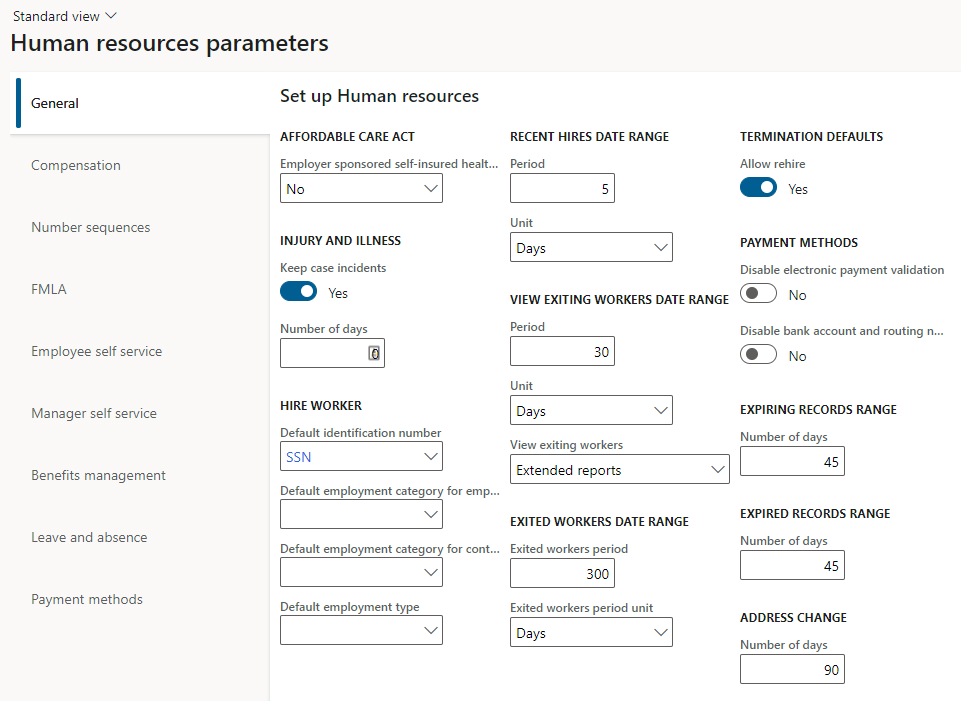 Standard view
Human resources parameters
General
Compensation
Number sequences
FMLA
Employee self service
Manager self service
Benefits management
Leave and absence
Payment methods
Set up Human resources
AFFORDABLE CARE ACT
Employer sponsored self-insured healt...
No
INJURY AND ILLNESS
Keep case incidents
Yes
Number of days
0
HIRE WORKER
Default identification number
SSN
Default employment category for emp...
Default employment category for cont...
Default employment type
RECENT HIRES DATE RANGE
Period
5
Unit
Days
VIEW EXITING WORKERS DATE RANGE
Period
30
Unit
Days
View exiting workers
Extended reports
EXITED WORKERS DATE RANGE
Exited workers period
300
Exited workers period unit
Days
TERMINATION DEFAULTS
Allow rehire
Yes
PAYMENT METHODS
Disable electronic payment validation
No
Disable bank account and routing n...
No
EXPIRING RECORDS RANGE
Number of days
45
EXPIRED RECORDS RANGE
Number of days
45
ADDRESS CHANGE
Number of days
90